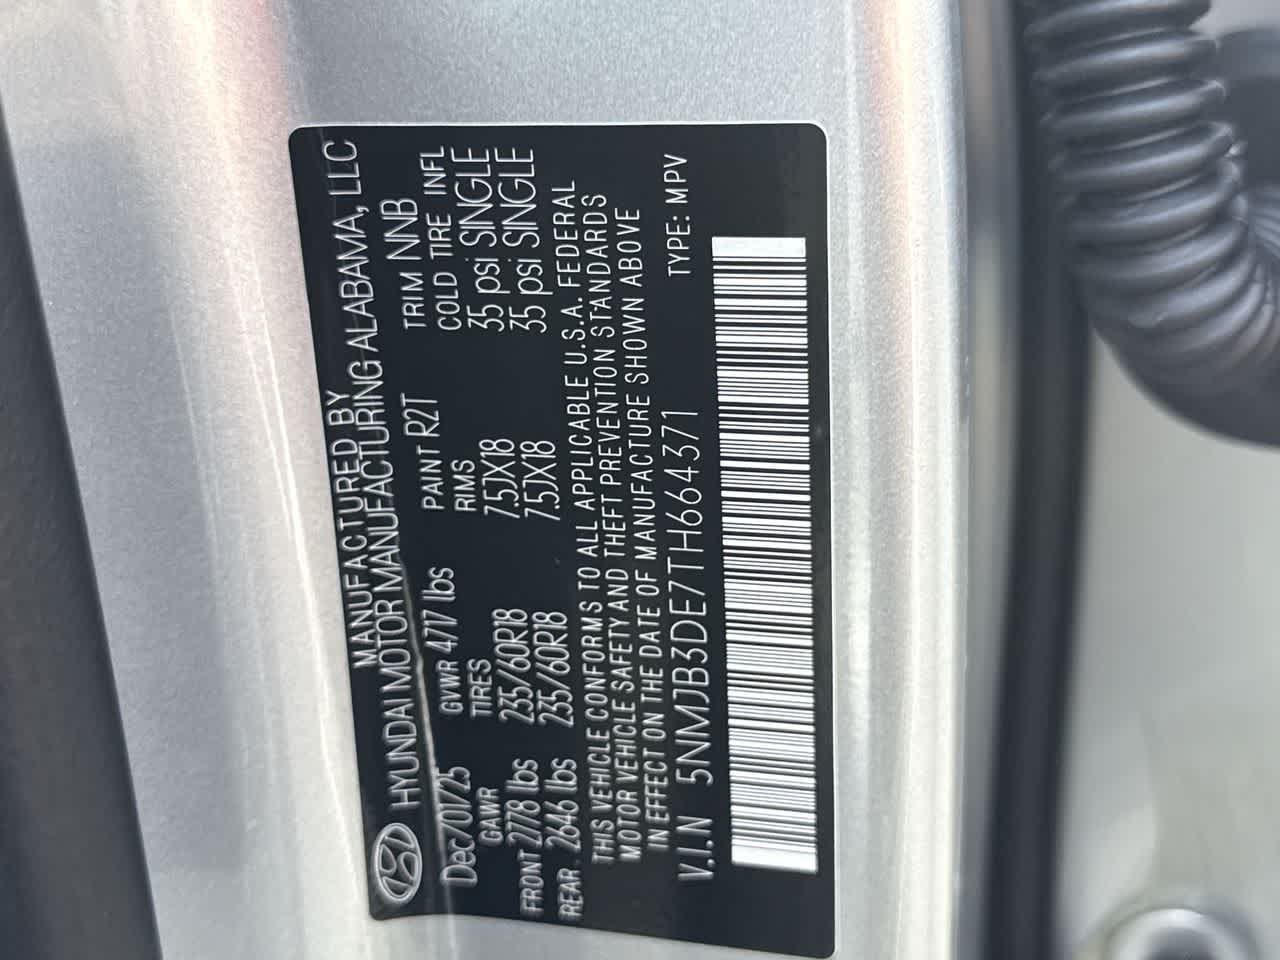 MANUFACTURED BY
HYUNDAI MOTOR MANUFACTURING ALABAMA, LLC
Dec/01/25 GVWR 4717 lbs PAINT R2T TRIM NNB
GAWR TIRES RIMS COLD TIRE INFL
FRONT 2778 lbs 235/60R18 7.5JX18 35 psi SINGLE
REAR 2646 lbs 235/60R18 7.5JX18 35 psi SINGLE
THIS VEHICLE CONFORMS TO ALL APPLICABLE U.S.A. FEDERAL
MOTOR VEHICLE SAFETY AND THEFT PREVENTION STANDARDS
IN EFFECT ON THE DATE OF MANUFACTURE SHOWN ABOVE
V.I.N 5NMJB3DE7TH664371 TYPE: MPV